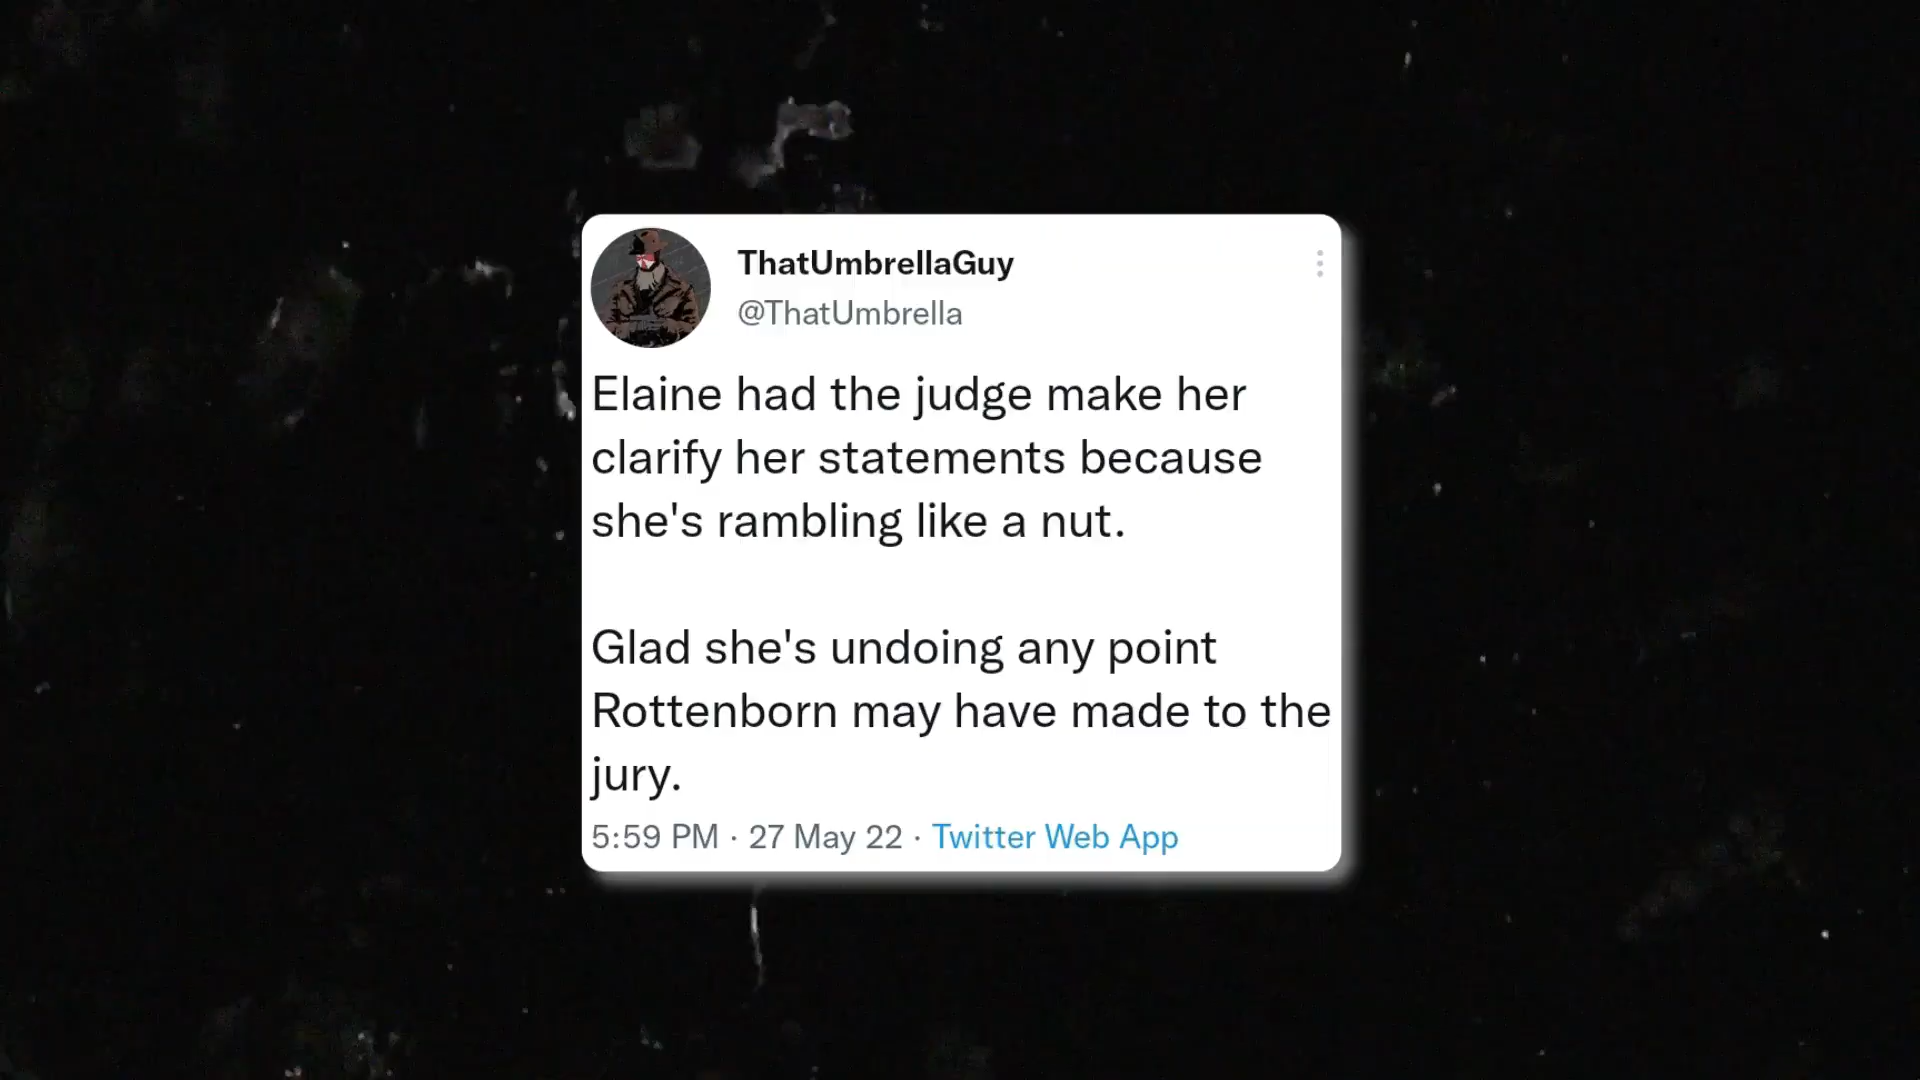 ThatUmbrellaGuy
@ThatUmbrella
Elaine had the judge make her
clarify her statements because
she's rambling like a nut.
Glad she's undoing any point
Rottenborn may have made to the
jury.
5:59 PM · 27 May 22 · Twitter Web App